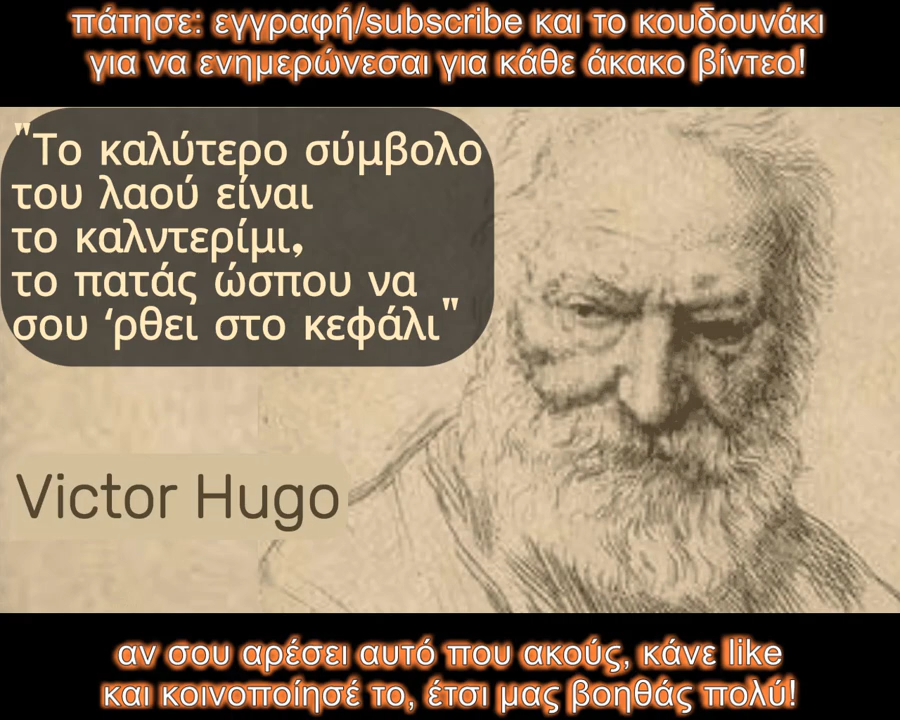 πάτησε: εγγραφή/subscribe και το κουδουνάκι
για να ενημερώνεσαι για κάθε άκακο βίντεο!
"Το καλύτερο σύμβολο
του λαού είναι
το καλντερίμι,
το πατάς ώσπου να
σου ‘ρθει στο κεφάλι"
Victor Hugo
αν σου αρέσει αυτό που ακούς, κάνε like
και κοινοποίησέ το, έτσι μας βοηθάς πολύ!